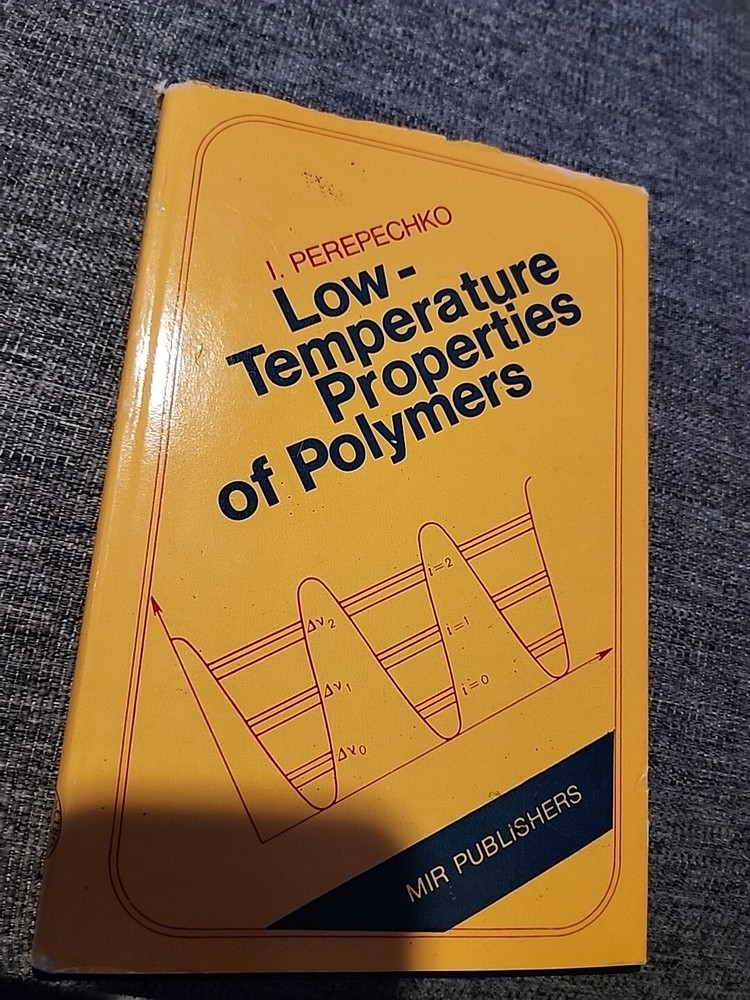 I. PEREPECHKO
Low-
Temperature
Properties
of Polymers
i=2
Δν₂
i=1
Δν₁
i=0
Δν₀
MIR PUBLiSHERS